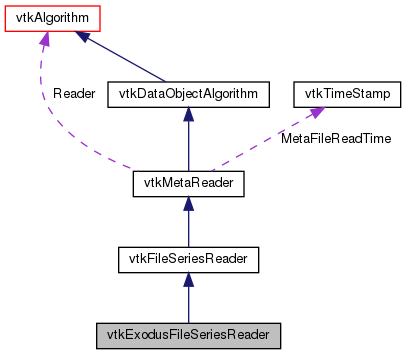 vtkAlgorithm
Reader
vtkDataObjectAlgorithm
vtkTimeStamp
MetaFileReadTime
vtkMetaReader
vtkFileSeriesReader
vtkExodusFileSeriesReader